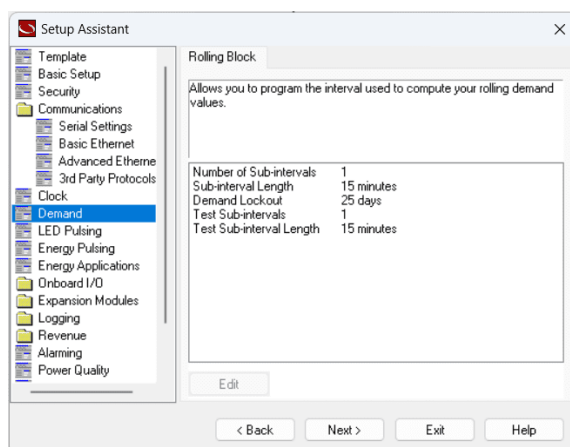 Setup Assistant
Template
Basic Setup
Security
Communications
Serial Settings
Basic Ethernet
Advanced Etherne
3rd Party Protocols
Clock
Demand
LED Pulsing
Energy Pulsing
Energy Applications
Onboard I/O
Expansion Modules
Logging
Revenue
Alarming
Power Quality
Rolling Block
Allows you to program the interval used to compute your rolling demand
values.
Number of Sub-intervals 1
Sub-interval Length 15 minutes
Demand Lockout 25 days
Test Sub-intervals 1
Test Sub-interval Length 15 minutes
Edit
< Back Next > Exit Help